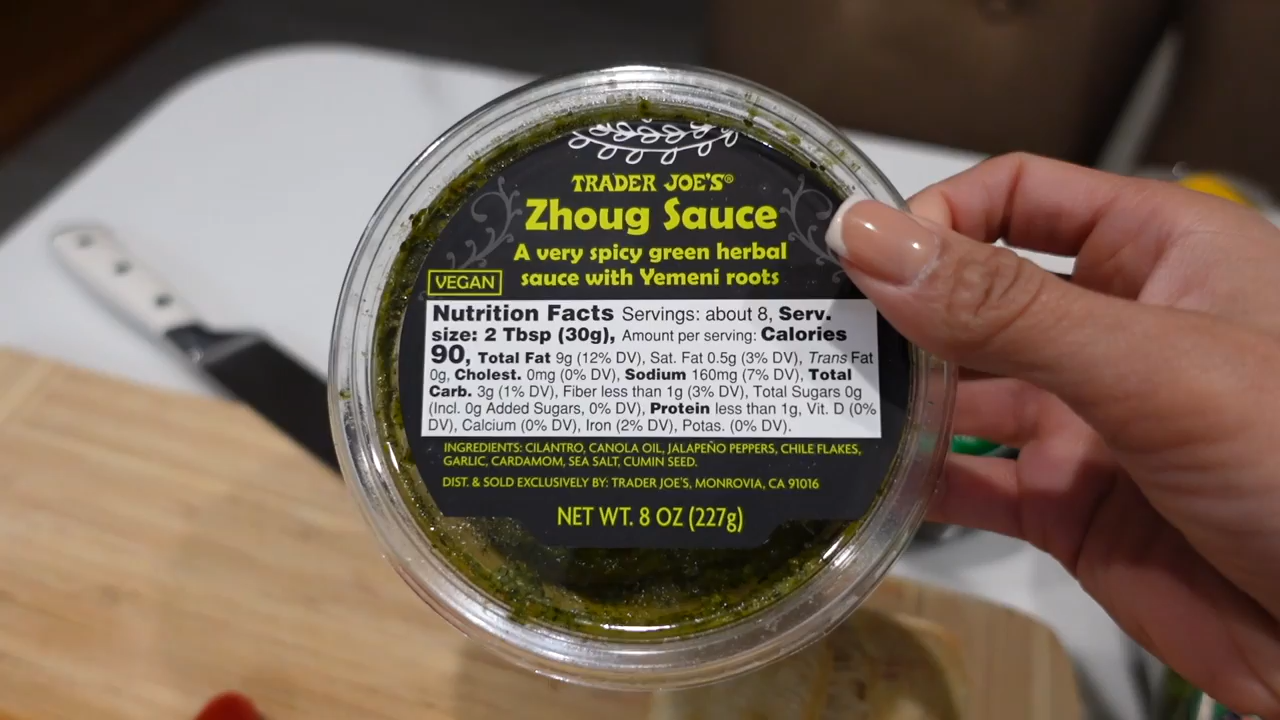 TRADER JOE'S®
Zhoug Sauce
A very spicy green herbal
sauce with Yemeni roots
VEGAN
Nutrition Facts Servings: about 8, Serv.
size: 2 Tbsp (30g), Amount per serving: Calories
90, Total Fat 9g (12% DV), Sat. Fat 0.5g (3% DV), Trans Fat
0g, Cholest. 0mg (0% DV), Sodium 160mg (7% DV), Total
Carb. 3g (1% DV), Fiber less than 1g (3% DV), Total Sugars 0g
(Incl. 0g Added Sugars, 0% DV), Protein less than 1g, Vit. D (0%
DV), Calcium (0% DV), Iron (2% DV), Potas. (0% DV).
INGREDIENTS: CILANTRO, CANOLA OIL, JALAPEÑO PEPPERS, CHILE FLAKES,
GARLIC, CARDAMOM, SEA SALT, CUMIN SEED.
DIST. & SOLD EXCLUSIVELY BY: TRADER JOE'S, MONROVIA, CA 91016
NET WT. 8 OZ (227g)